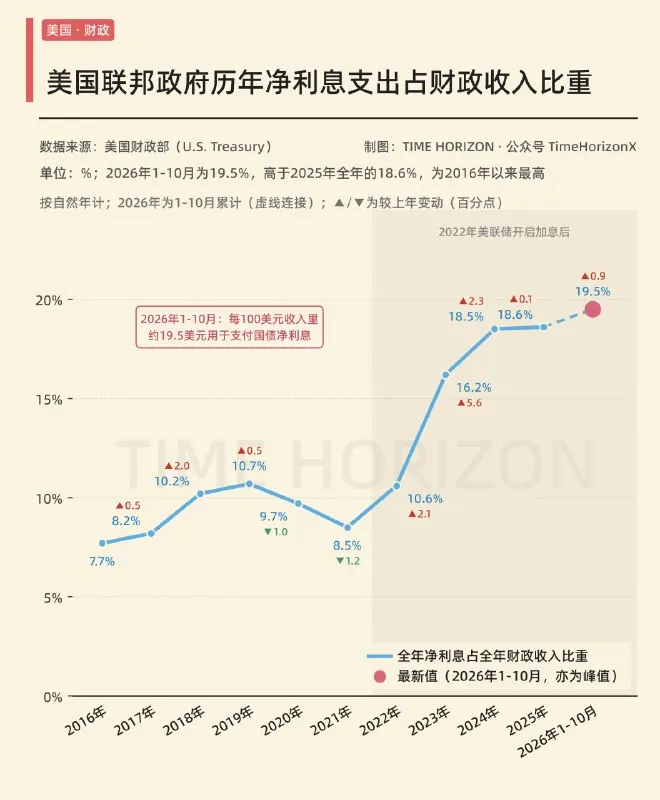 美国·财政
美国联邦政府历年净利息支出占财政收入比重
数据来源：美国财政部（U.S. Treasury）
制图：TIME HORIZON·公众号 TimeHorizonX
单位：%；2026年1-10月为19.5%，高于2025年全年的18.6%，为2016年以来最高
按自然年计；2026年为1-10月累计（虚线连接）；▲/▼为较上年变动（百分点）
2022年美联储开启加息后
2026年1-10月：每100美元收入里
约19.5美元用于支付国债净利息
TIME HORIZON
20%
15%
10%
5%
0%
7.7%
▲0.5
8.2%
▲2.0
10.2%
▲0.5
10.7%
9.7%
▼1.0
8.5%
▼1.2
10.6%
▲2.1
16.2%
▲5.6
▲2.3
18.5%
▲0.1
18.6%
▲0.9
19.5%
全年净利息占全年财政收入比重
最新值（2026年1-10月，亦为峰值）
2016年
2017年
2018年
2019年
2020年
2021年
2022年
2023年
2024年
2025年
2026年1-10月